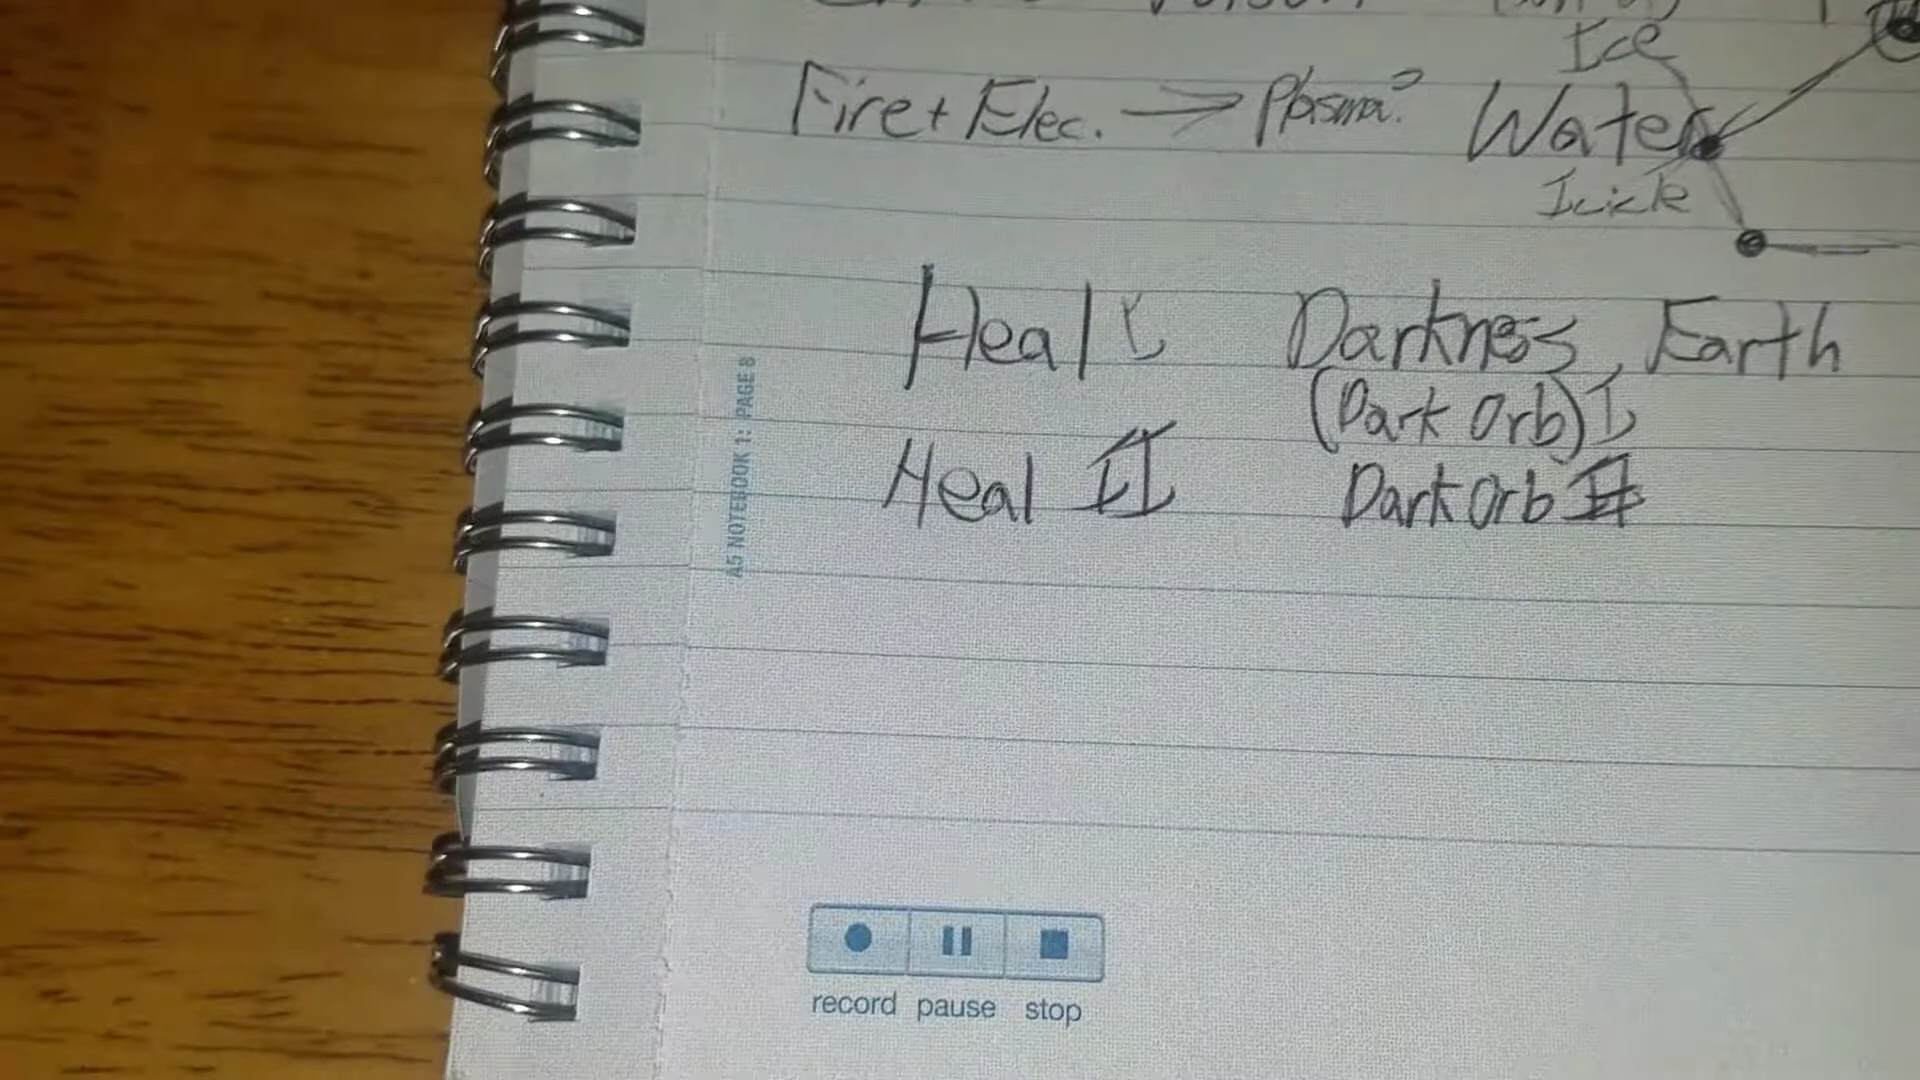 Ice
Fire + Elec. → Plasma? Water
Icicle
Heal I Darkness, Earth
(Dark Orb) I
Heal II Dark Orb II
A5 NOTEBOOK 1: PAGE 8
record pause stop